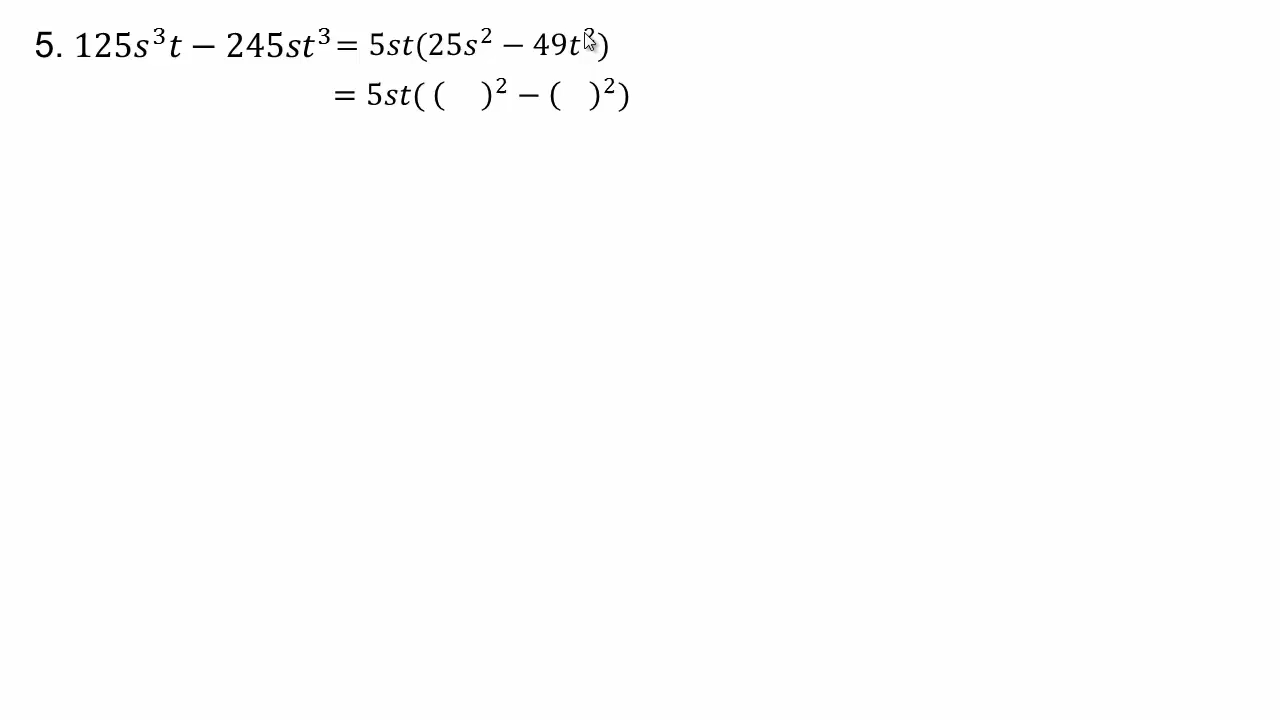 5. 125s³t − 245st³ = 5st(25s² − 49t²)
= 5st( ( )² − ( )² )